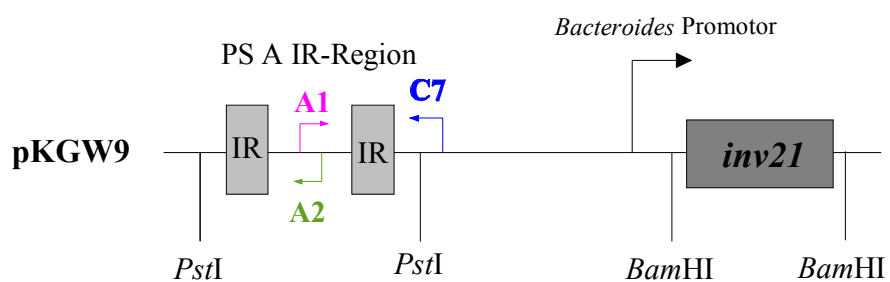 Bacteroides Promotor
PS A IR-Region
A1
C7
IR
IR
inv21
pKGW9
A2
PstI
PstI
BamHI
BamHI